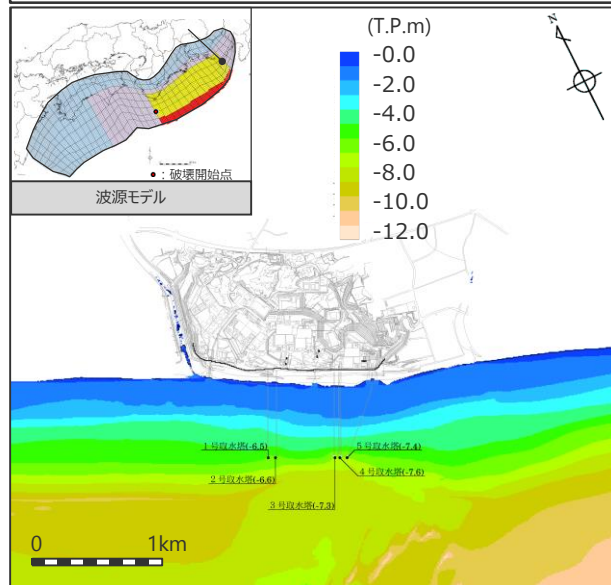 ● : 破壊開始点
波源モデル
(T.P.m)
-0.0
-2.0
-4.0
-6.0
-8.0
-10.0
-12.0
N
1号取水塔(-6.5)
2号取水塔(-6.6)
3号取水塔(-7.3)
5号取水塔(-7.4)
4号取水塔(-7.6)
0 1km